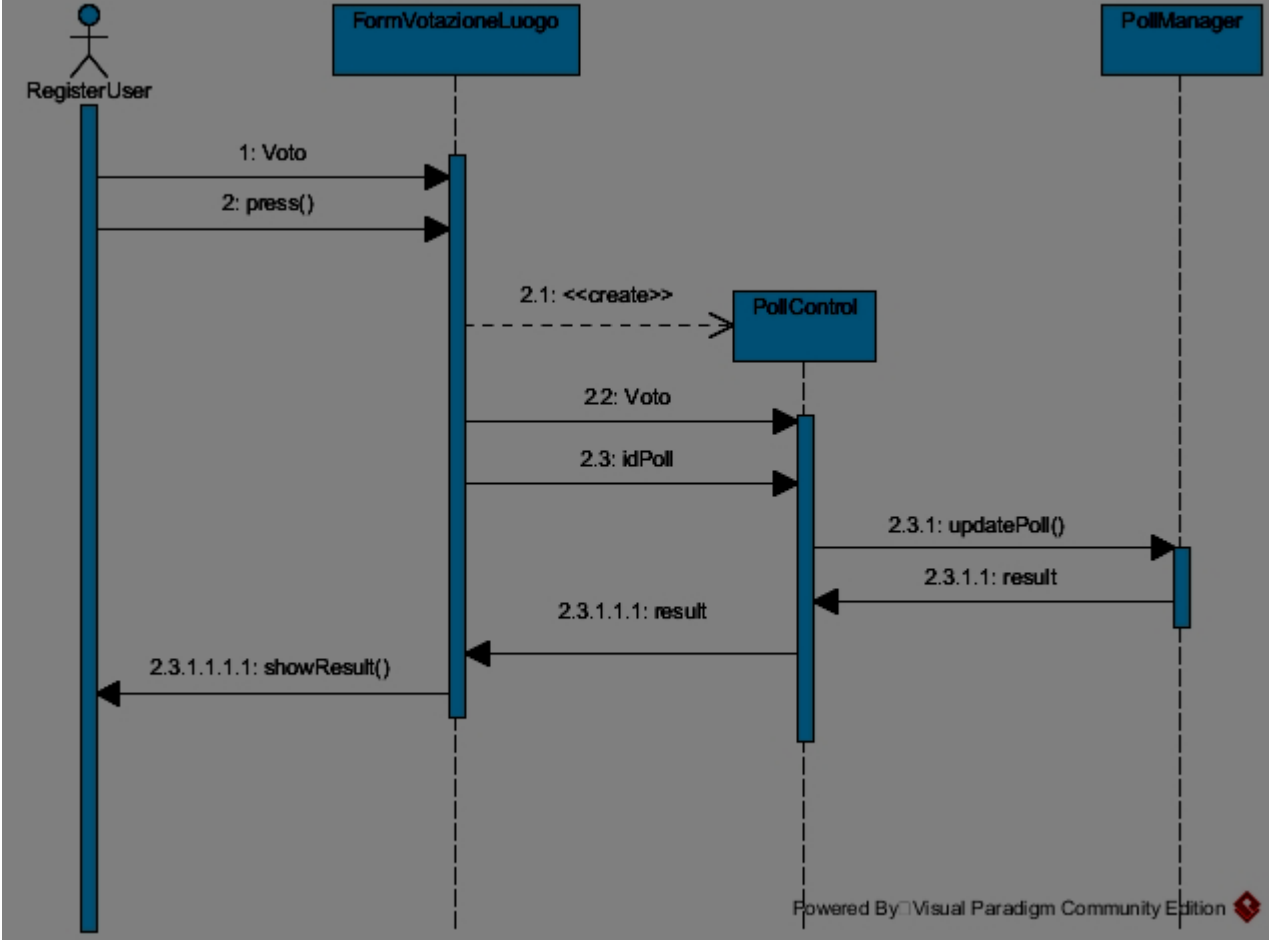 FormVotazioneLuogo
PollManager
RegisterUser
1: Voto
2: press()
2.1: <<create>>
PollControl
2.2: Voto
2.3: idPoll
2.3.1: updatePoll()
2.3.1.1: result
2.3.1.1.1: result
2.3.1.1.1.1: showResult()
Powered By□Visual Paradigm Community Edition